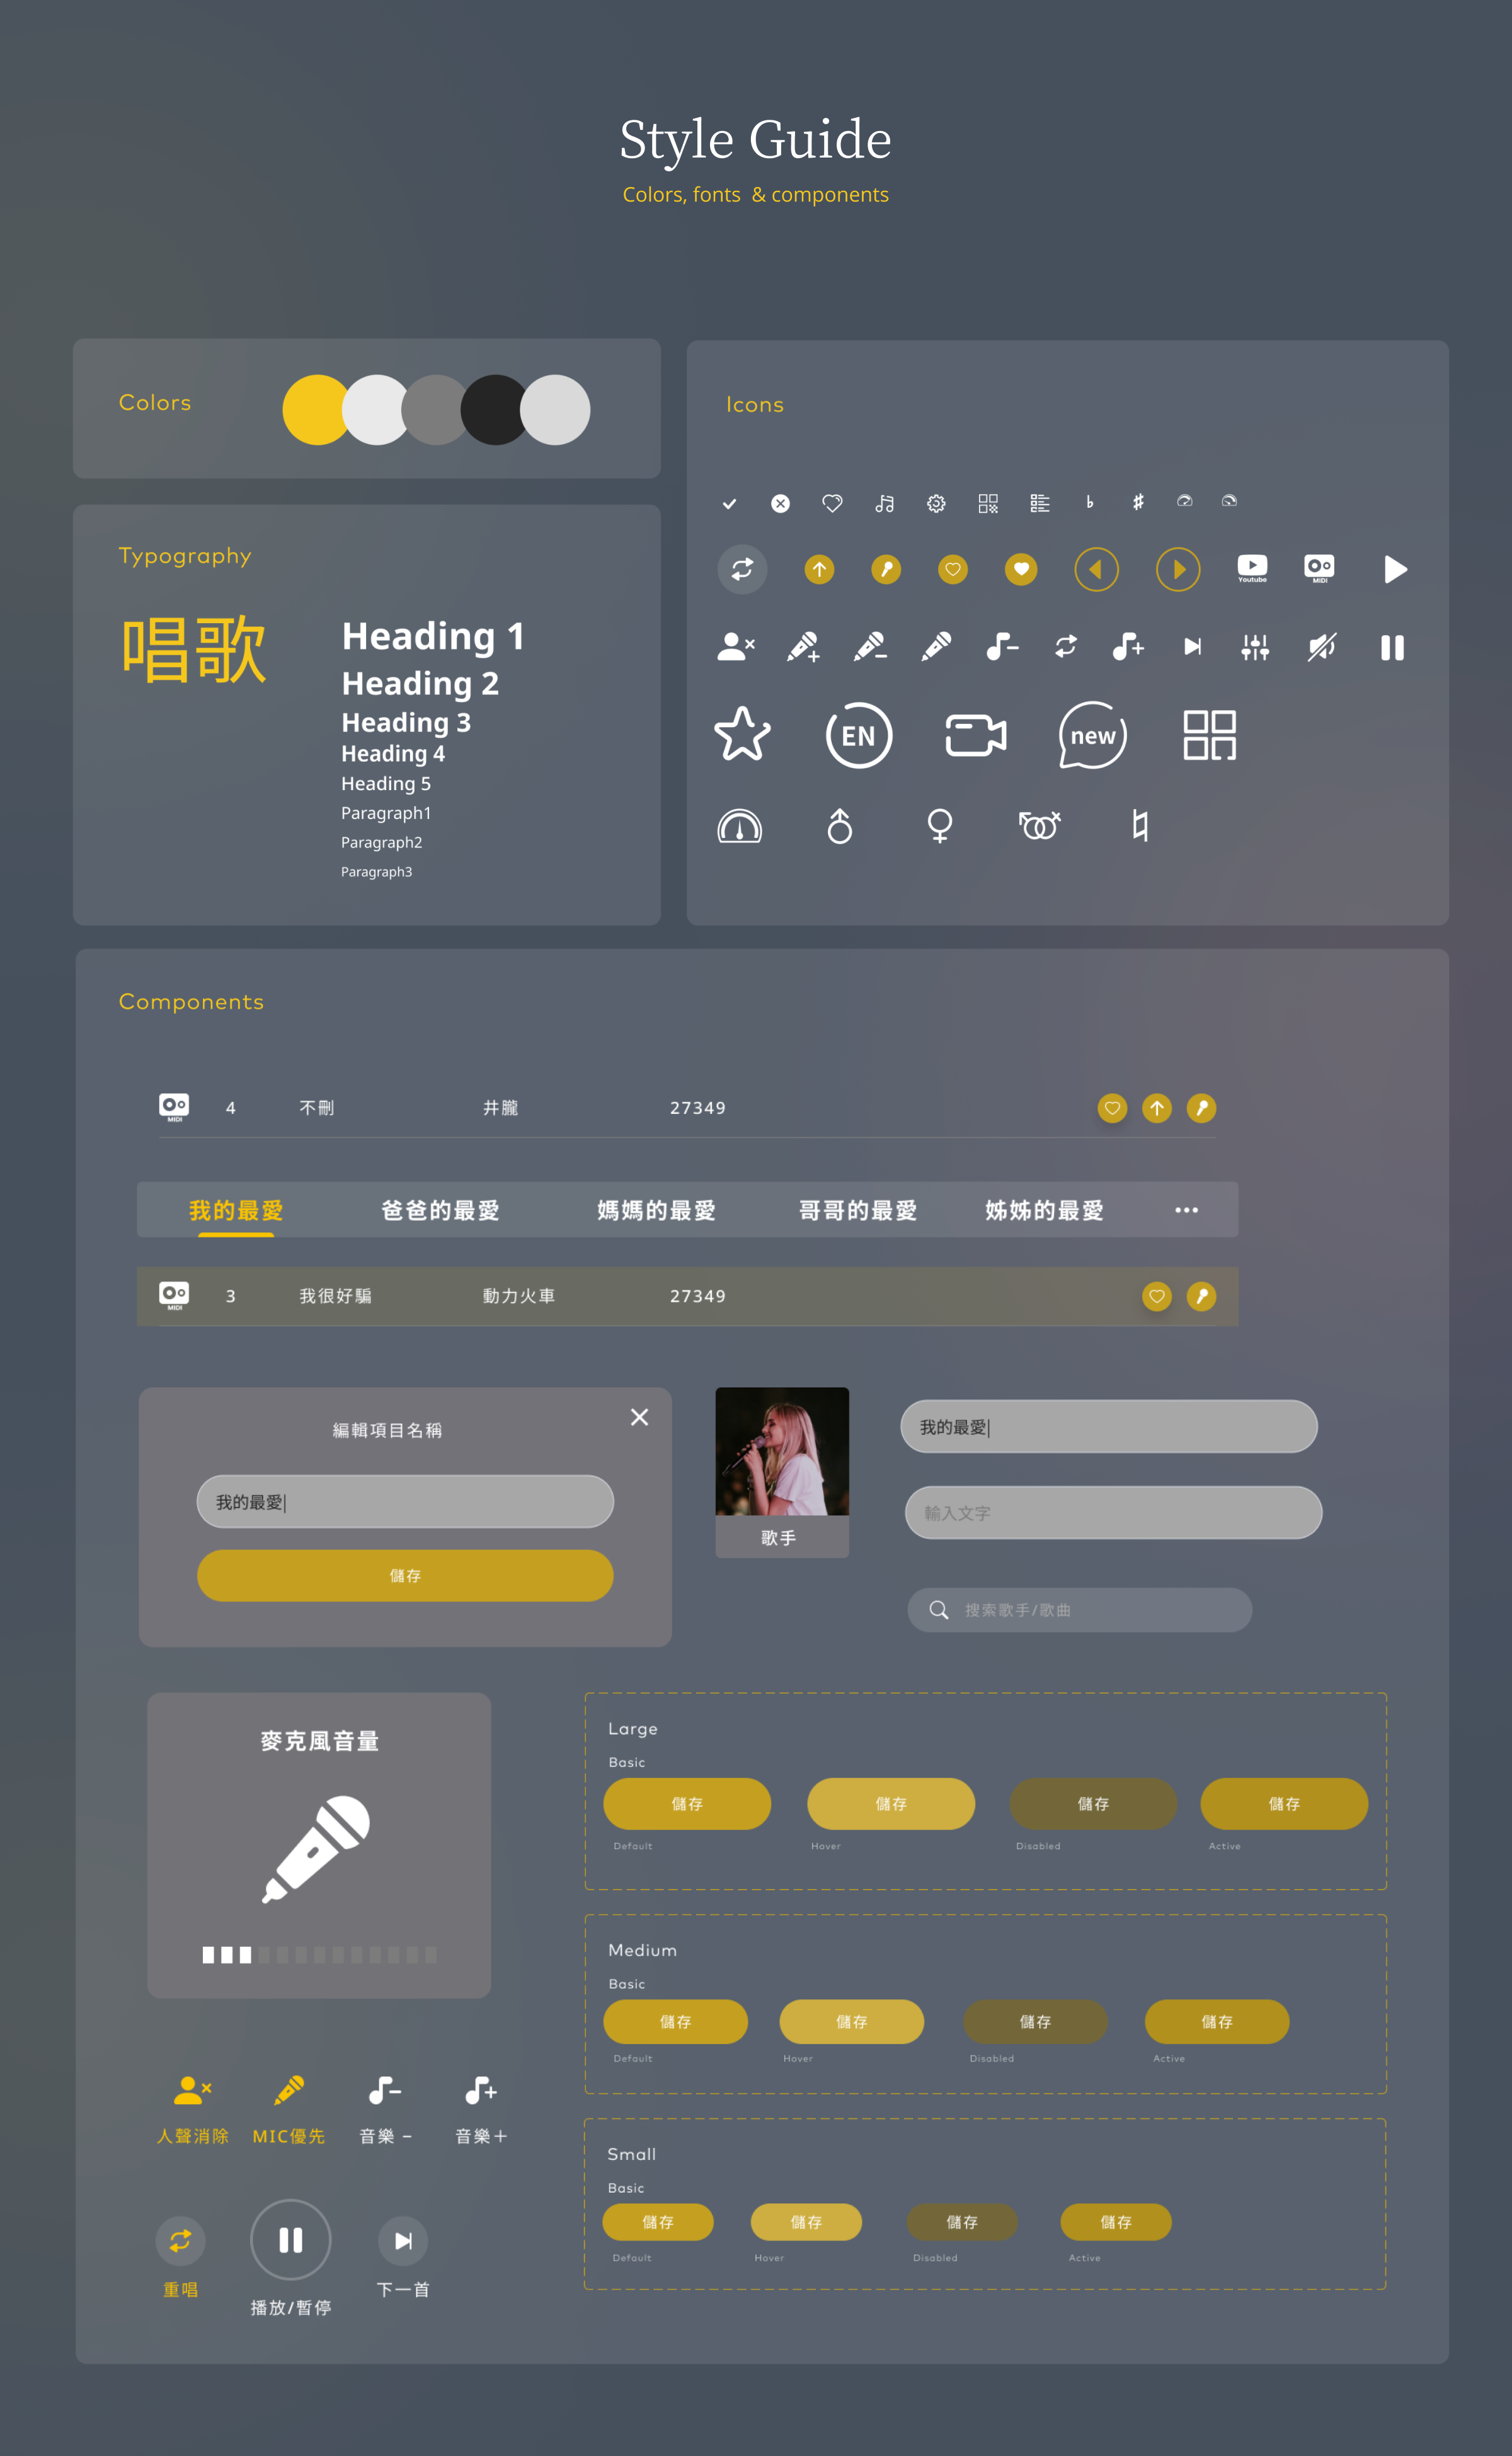 Style Guide
Colors, fonts & components
Colors
Typography
唱歌
Heading 1
Heading 2
Heading 3
Heading 4
Heading 5
Paragraph1
Paragraph2
Paragraph3
Icons
Youtube
MIDI
EN
new
Components
MIDI 4 不刪 井朧 27349
我的最愛 爸爸的最愛 媽媽的最愛 哥哥的最愛 姊姊的最愛 •••
MIDI 3 我很好騙 動力火車 27349
編輯項目名稱
我的最愛
儲存
歌手
我的最愛
輸入文字
搜索歌手/歌曲
麥克風音量
人聲消除 MIC優先 音樂 − 音樂＋
重唱 播放/暫停 下一首
Large
Basic
儲存 儲存 儲存 儲存
Default Hover Disabled Active
Medium
Basic
儲存 儲存 儲存 儲存
Default Hover Disabled Active
Small
Basic
儲存 儲存 儲存 儲存
Default Hover Disabled Active